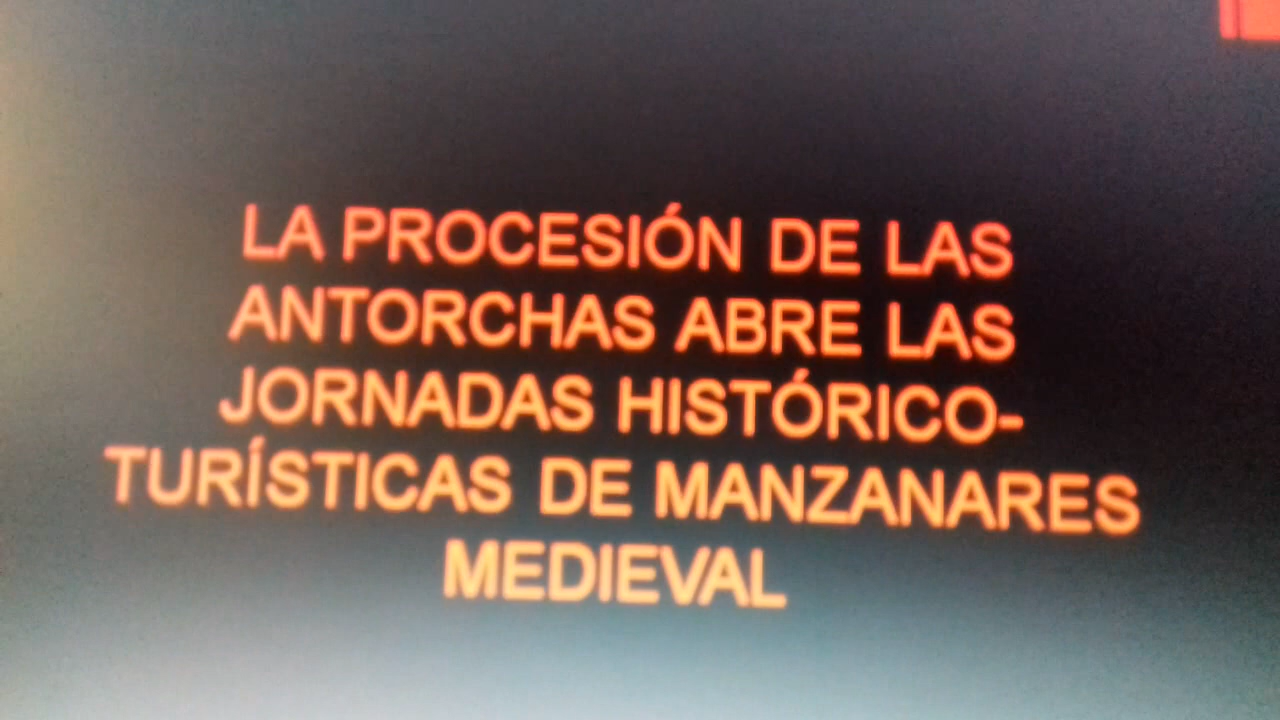 LA PROCESIÓN DE LAS
ANTORCHAS ABRE LAS
JORNADAS HISTÓRICO-
TURÍSTICAS DE MANZANARES
MEDIEVAL